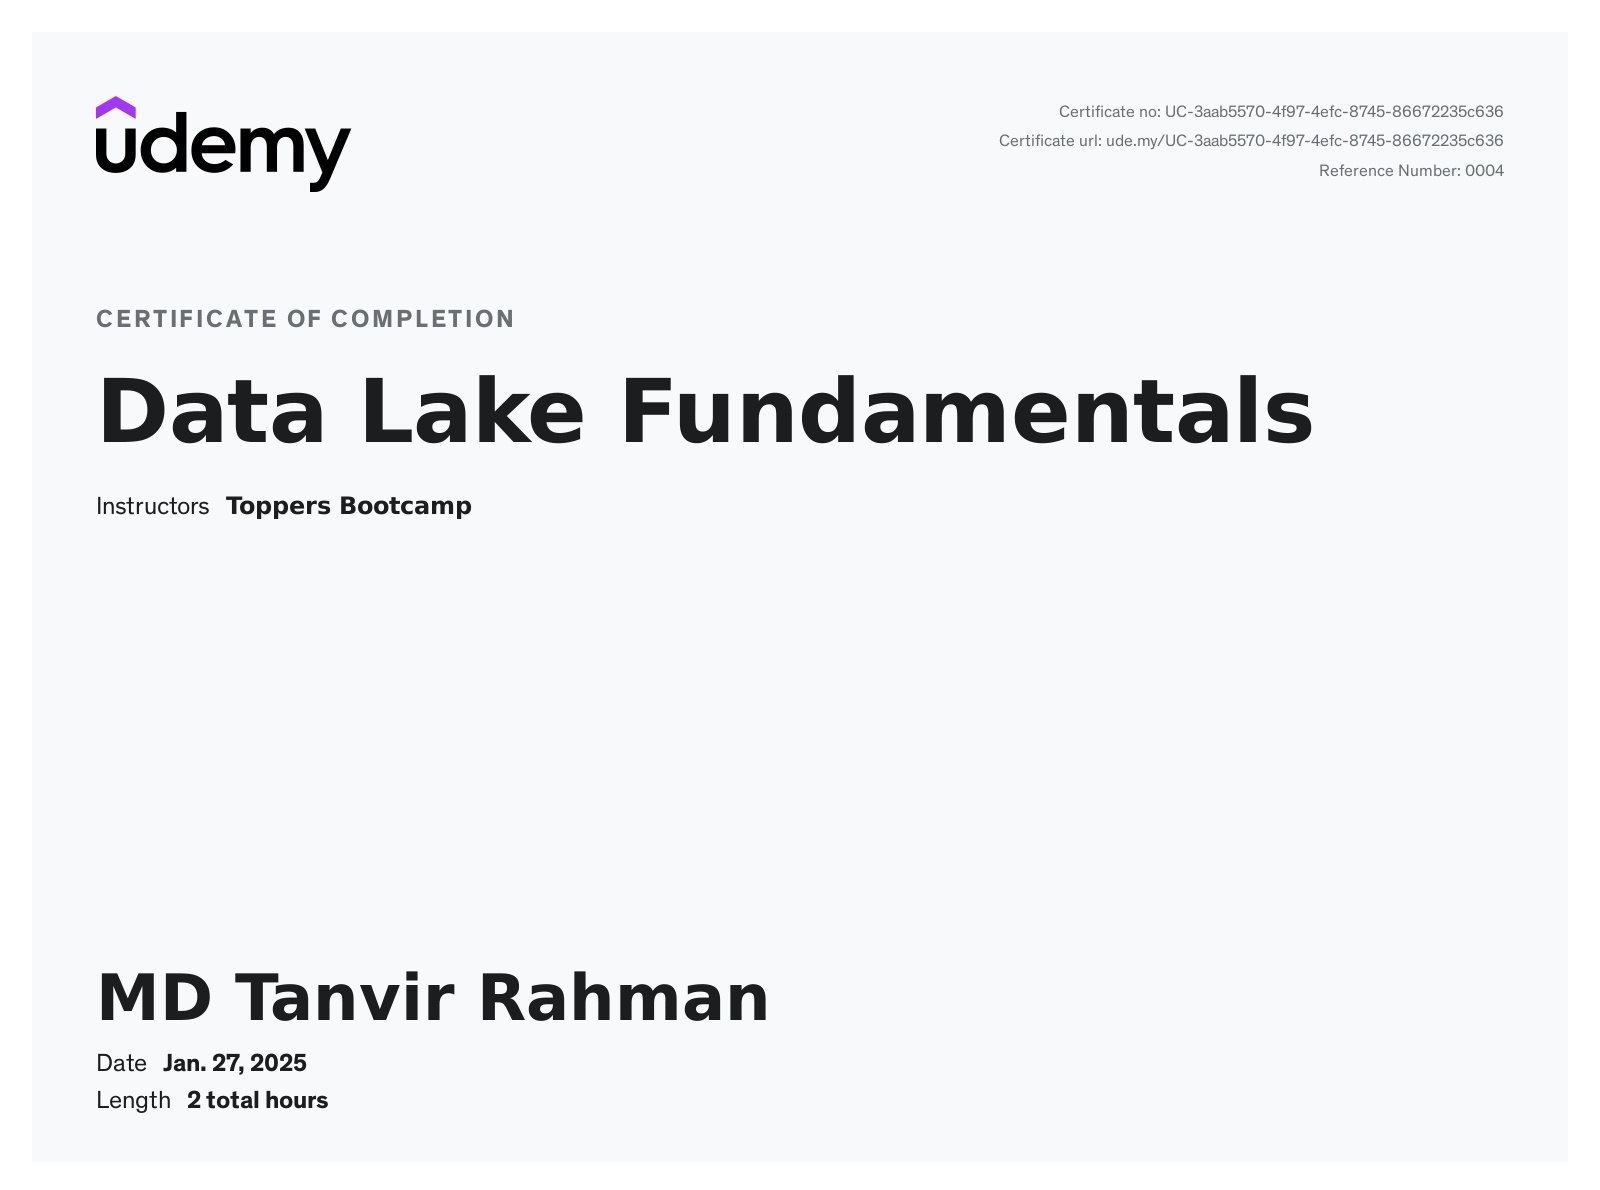 udemy
Certificate no: UC-3aab5570-4f97-4efc-8745-86672235c636
Certificate url: ude.my/UC-3aab5570-4f97-4efc-8745-86672235c636
Reference Number: 0004
CERTIFICATE OF COMPLETION
Data Lake Fundamentals
Instructors Toppers Bootcamp
MD Tanvir Rahman
Date Jan. 27, 2025
Length 2 total hours